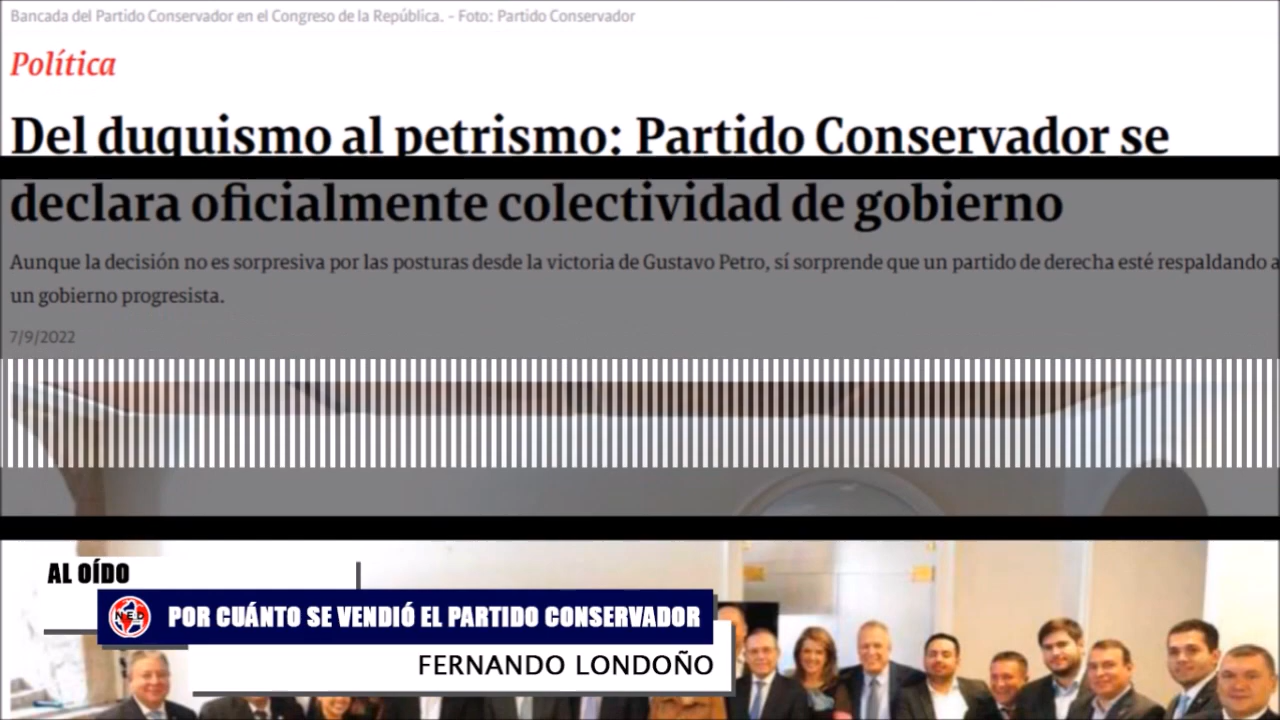 Bancada del Partido Conservador en el Congreso de la República. - Foto: Partido Conservador
Política
Del duquismo al petrismo: Partido Conservador se
declara oficialmente colectividad de gobierno
Aunque la decisión no es sorpresiva por las posturas desde la victoria de Gustavo Petro, sí sorprende que un partido de derecha esté respaldando a
un gobierno progresista.
7/9/2022
AL OÍDO
POR CUÁNTO SE VENDIÓ EL PARTIDO CONSERVADOR
FERNANDO LONDOÑO